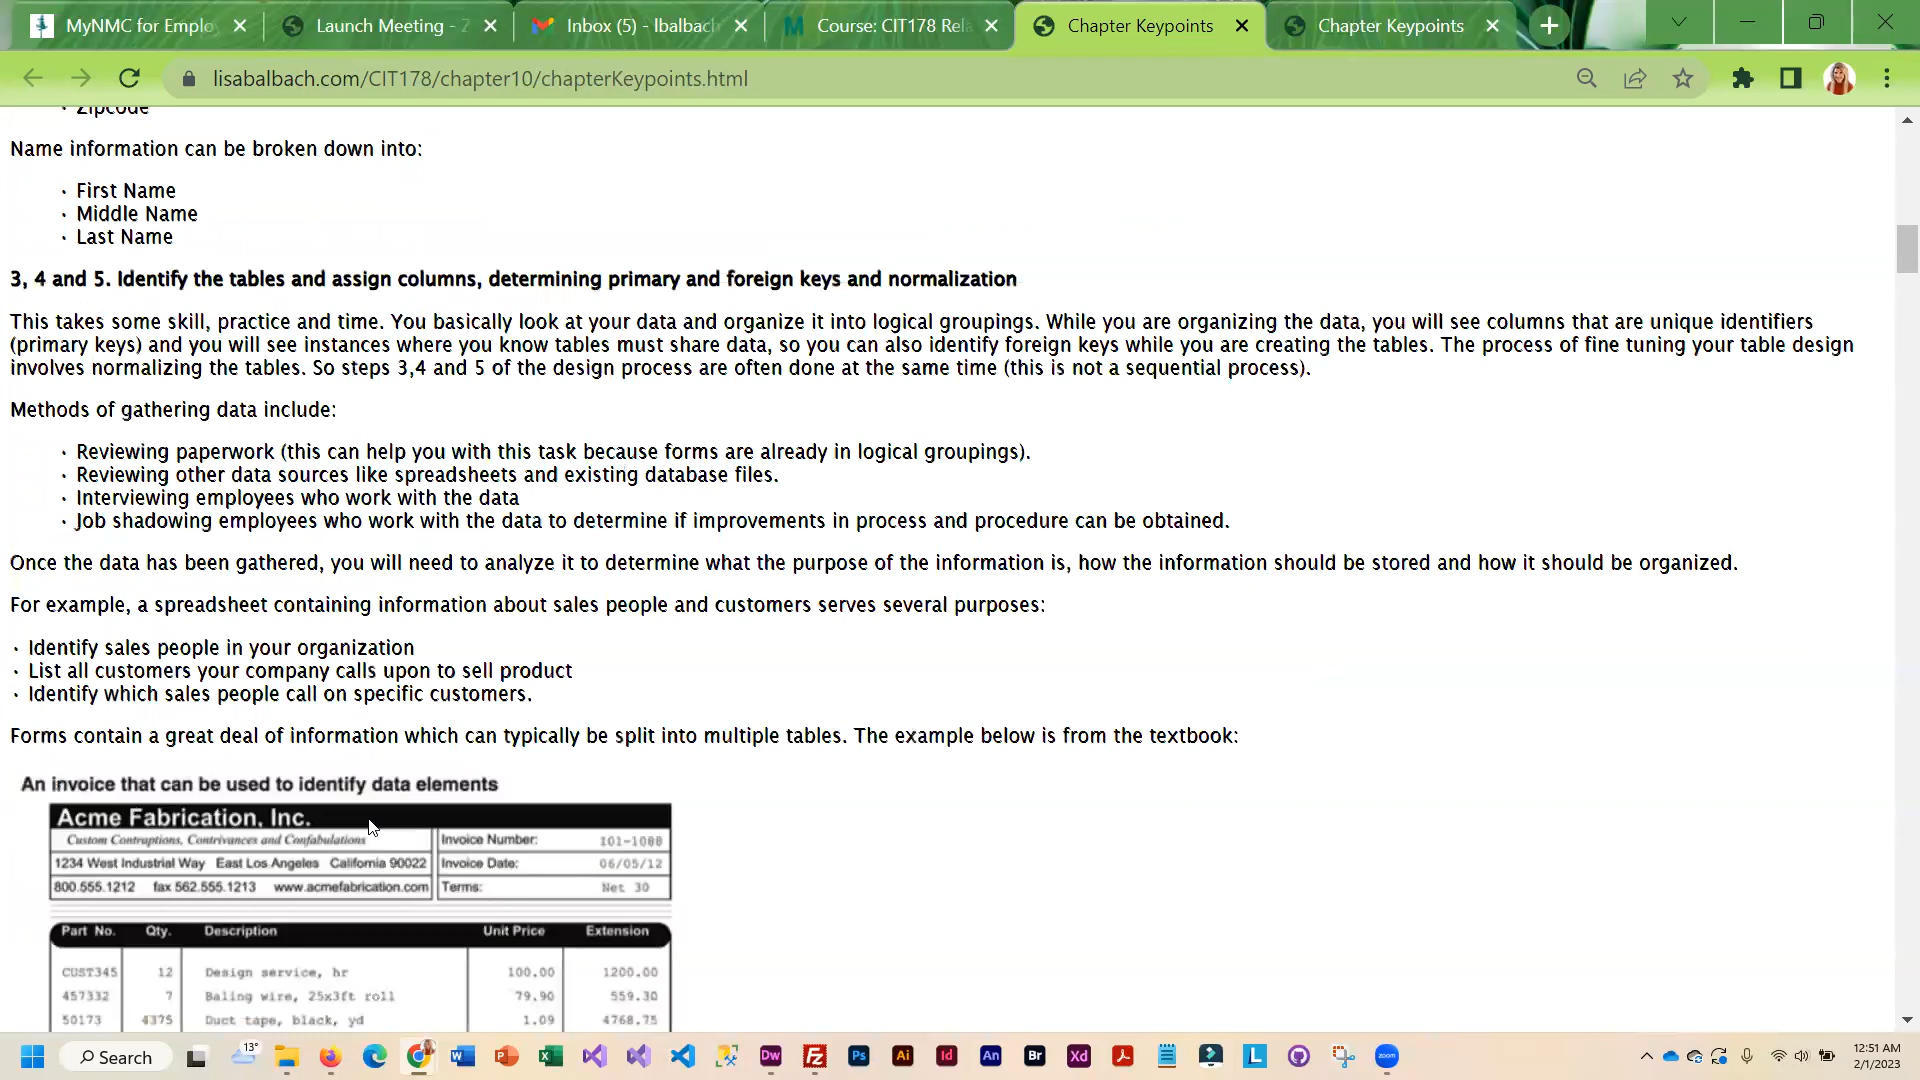 MyNMC for Emplo
Launch Meeting - Z
Inbox (5) - lbalbach
Course: CIT178 Rela
Chapter Keypoints
Chapter Keypoints
lisabalbach.com/CIT178/chapter10/chapterKeypoints.html
· Zipcode
Name information can be broken down into:
· First Name
· Middle Name
· Last Name
3, 4 and 5. Identify the tables and assign columns, determining primary and foreign keys and normalization
This takes some skill, practice and time. You basically look at your data and organize it into logical groupings. While you are organizing the data, you will see columns that are unique identifiers
(primary keys) and you will see instances where you know tables must share data, so you can also identify foreign keys while you are creating the tables. The process of fine tuning your table design
involves normalizing the tables. So steps 3,4 and 5 of the design process are often done at the same time (this is not a sequential process).
Methods of gathering data include:
· Reviewing paperwork (this can help you with this task because forms are already in logical groupings).
· Reviewing other data sources like spreadsheets and existing database files.
· Interviewing employees who work with the data
· Job shadowing employees who work with the data to determine if improvements in process and procedure can be obtained.
Once the data has been gathered, you will need to analyze it to determine what the purpose of the information is, how the information should be stored and how it should be organized.
For example, a spreadsheet containing information about sales people and customers serves several purposes:
· Identify sales people in your organization
· List all customers your company calls upon to sell product
· Identify which sales people call on specific customers.
Forms contain a great deal of information which can typically be split into multiple tables. The example below is from the textbook:
An invoice that can be used to identify data elements
Acme Fabrication, Inc.
Custom Contraptions, Contrivances and Confabulations
Invoice Number: I01-1088
1234 West Industrial Way East Los Angeles California 90022
Invoice Date: 06/05/12
800.555.1212 fax 562.555.1213 www.acmefabrication.com
Terms: Net 30
Part No. Qty. Description Unit Price Extension
CUST345 12 Design service, hr 100.00 1200.00
457332 7 Baling wire, 25x3ft roll 79.90 559.30
50173 4375 Duct tape, black, yd 1.09 4768.75
Search
13°
W
P
X
Dw
Fz
Ps
Ai
Id
An
Br
Xd
L
zoom
12:51 AM
2/1/2023